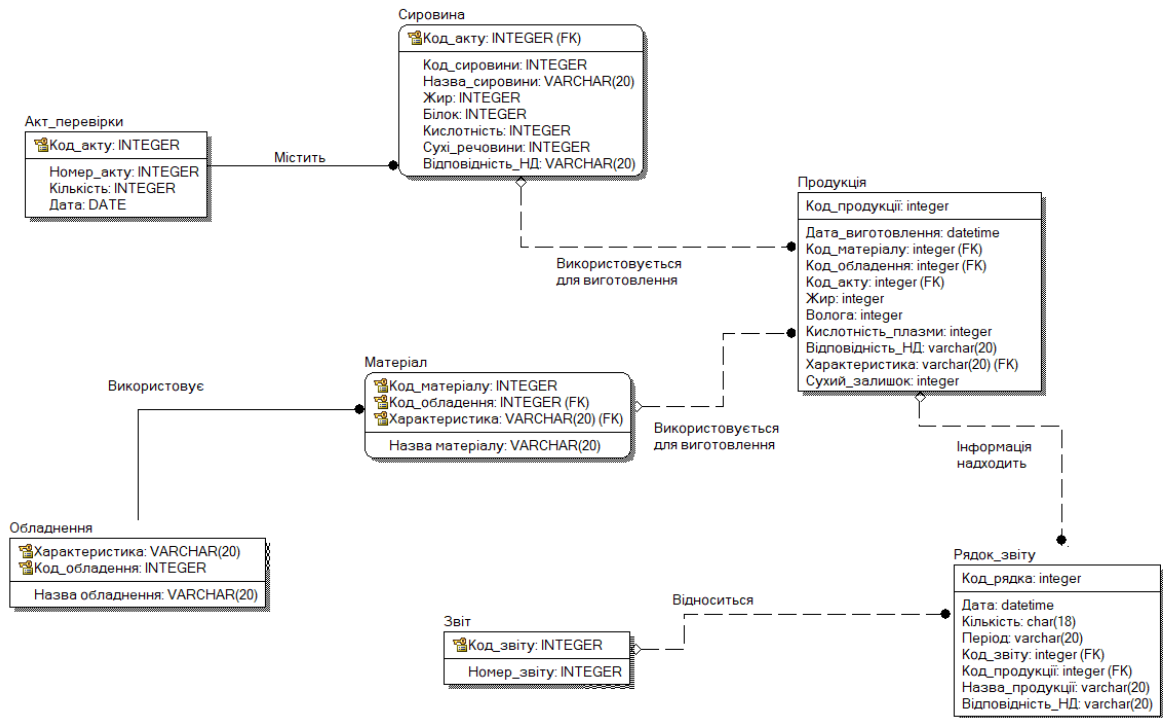 Сировина
Код_акту: INTEGER (FK)
Код_сировини: INTEGER
Назва_сировини: VARCHAR(20)
Жир: INTEGER
Білок: INTEGER
Кислотність: INTEGER
Сухі_речовини: INTEGER
Відповідність_НД: VARCHAR(20)
Акт_перевірки
Код_акту: INTEGER
Номер_акту: INTEGER
Кількість: INTEGER
Дата: DATE
Містить
Продукція
Код_продукції: integer
Дата_виготовлення: datetime
Код_матеріалу: integer (FK)
Код_обладення: integer (FK)
Код_акту: integer (FK)
Жир: integer
Волога: integer
Кислотність_плазми: integer
Відповідність_НД: varchar(20)
Характеристика: varchar(20) (FK)
Сухий_залишок: integer
Використовується
для виготовлення
Матеріал
Код_матеріалу: INTEGER
Код_обладення: INTEGER (FK)
Характеристика: VARCHAR(20) (FK)
Назва матеріалу: VARCHAR(20)
Використовує
Використовується
для виготовлення
Інформація
надходить
Обладнення
Характеристика: VARCHAR(20)
Код_обладення: INTEGER
Назва обладнення: VARCHAR(20)
Рядок_звіту
Код_рядка: integer
Дата: datetime
Кількість: char(18)
Період: varchar(20)
Код_звіту: integer (FK)
Код_продукції: integer (FK)
Назва_продукції: varchar(20)
Відповідність_НД: varchar(20)
Відноситься
Звіт
Код_звіту: INTEGER
Номер_звіту: INTEGER